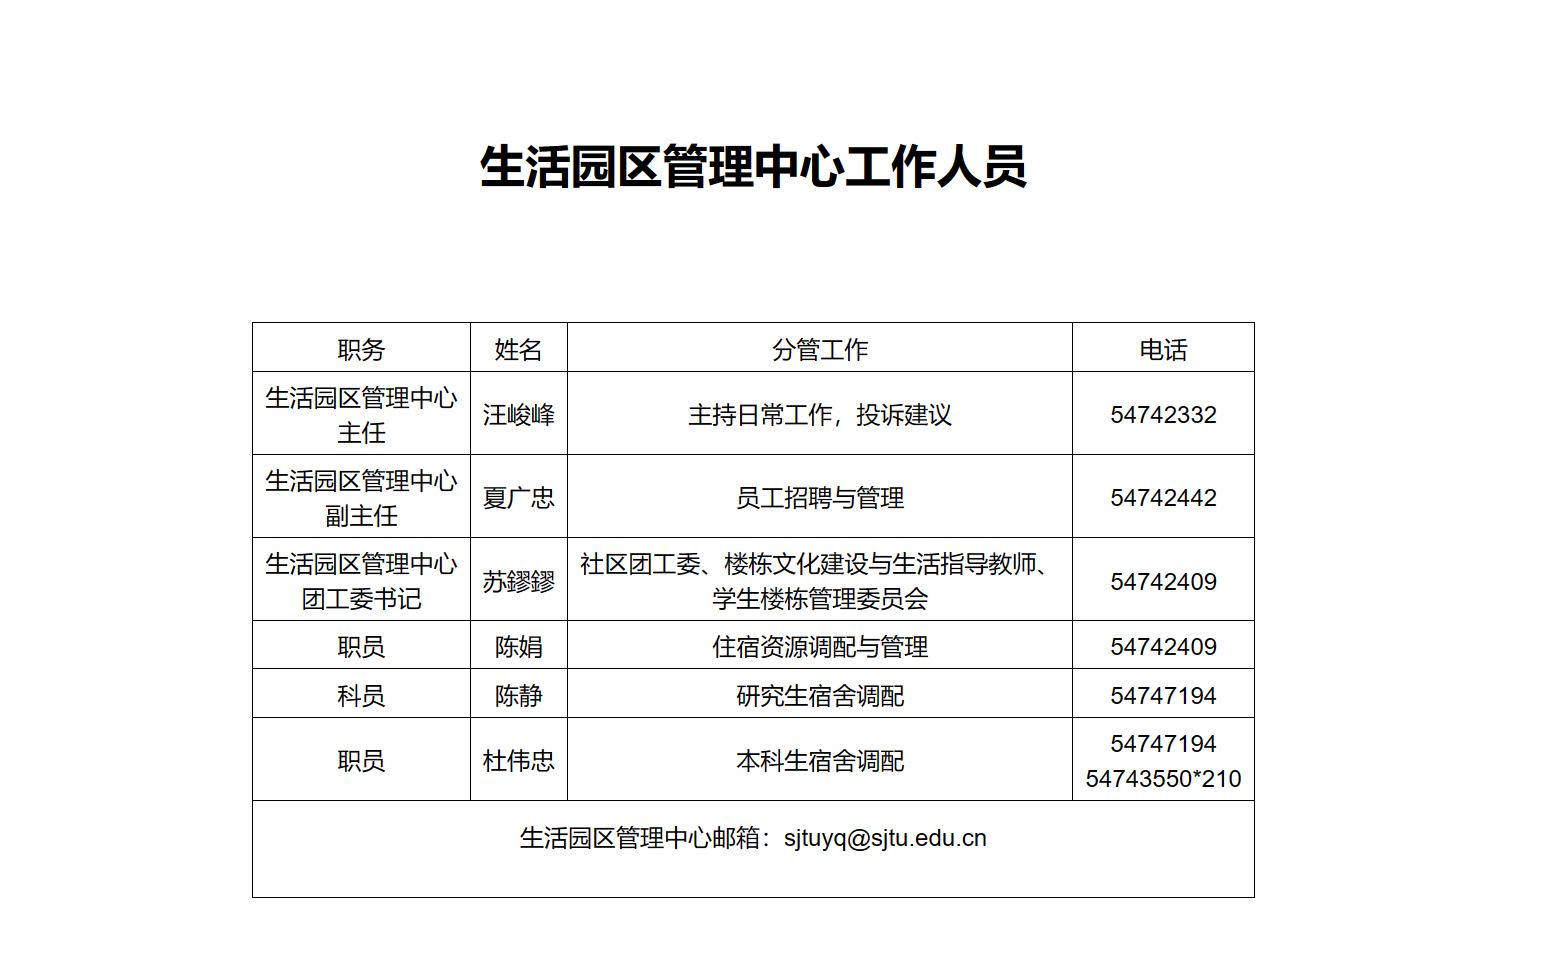 生活园区管理中心工作人员
职务 姓名 分管工作 电话
生活园区管理中心
主任
汪峻峰 主持日常工作，投诉建议 54742332
生活园区管理中心
副主任
夏广忠 员工招聘与管理 54742442
生活园区管理中心
团工委书记
苏鏐鏐
社区团工委、楼栋文化建设与生活指导教师、
学生楼栋管理委员会
54742409
职员 陈娟 住宿资源调配与管理 54742409
科员 陈静 研究生宿舍调配 54747194
职员 杜伟忠 本科生宿舍调配
54747194
54743550*210
生活园区管理中心邮箱：sjtuyq@sjtu.edu.cn